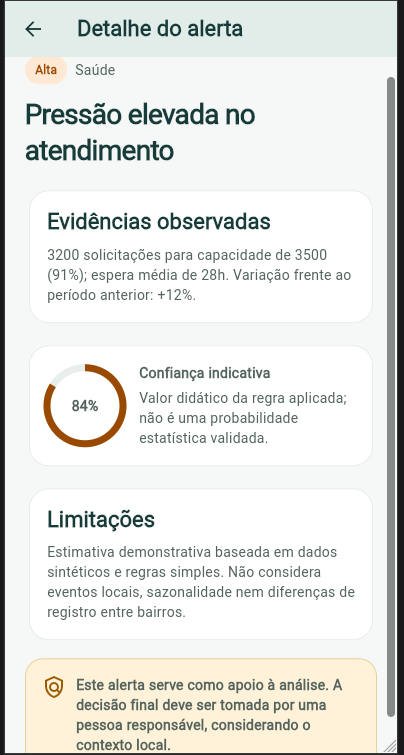 Detalhe do alerta
Alta Saúde
Pressão elevada no
atendimento
Evidências observadas
3200 solicitações para capacidade de 3500
(91%); espera média de 28h. Variação frente ao
período anterior: +12%.
84%
Confiança indicativa
Valor didático da regra aplicada;
não é uma probabilidade
estatística validada.
Limitações
Estimativa demonstrativa baseada em dados
sintéticos e regras simples. Não considera
eventos locais, sazonalidade nem diferenças de
registro entre bairros.
Este alerta serve como apoio à análise. A
decisão final deve ser tomada por uma
pessoa responsável, considerando o
contexto local.